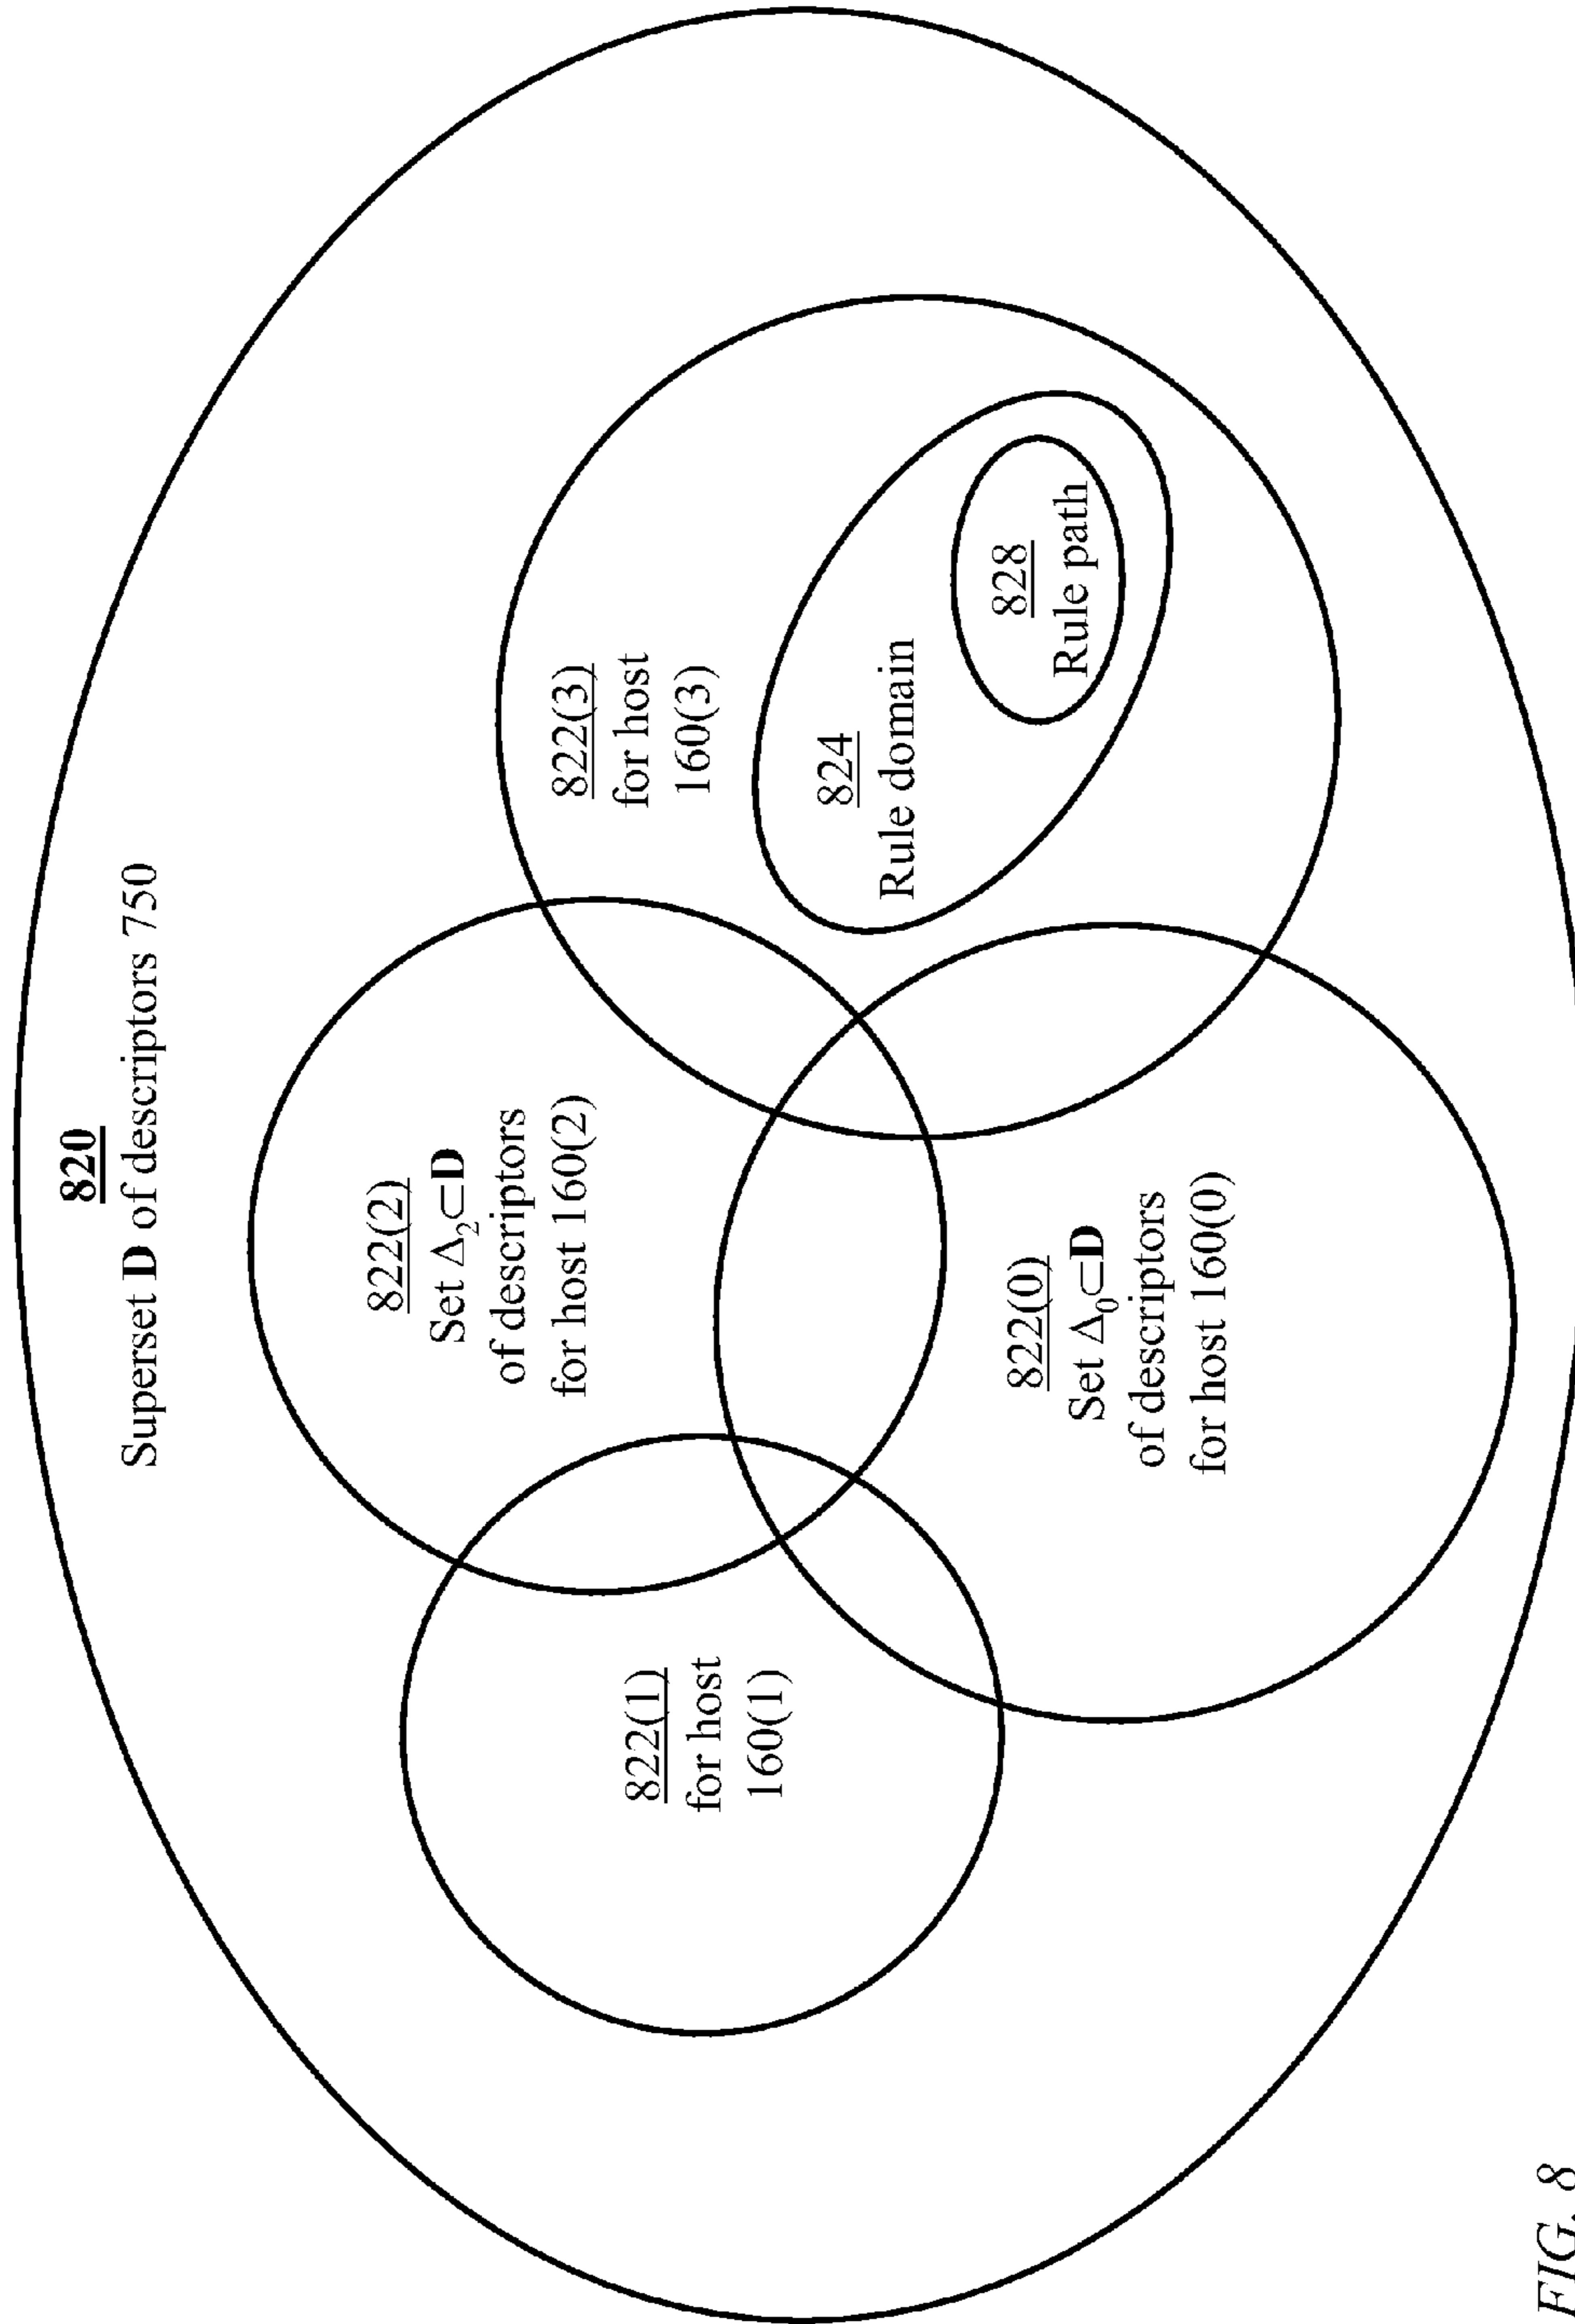 820
Superset D of descriptors 750
822(2)
Set Δ₂⊂D
of descriptors
for host 160(2)
822(3)
for host
160(3)
822(1)
for host
160(1)
824
Rule domain
828
Rule path
822(0)
Set Δ₀⊂D
of descriptors
for host 160(0)
FIG. 8